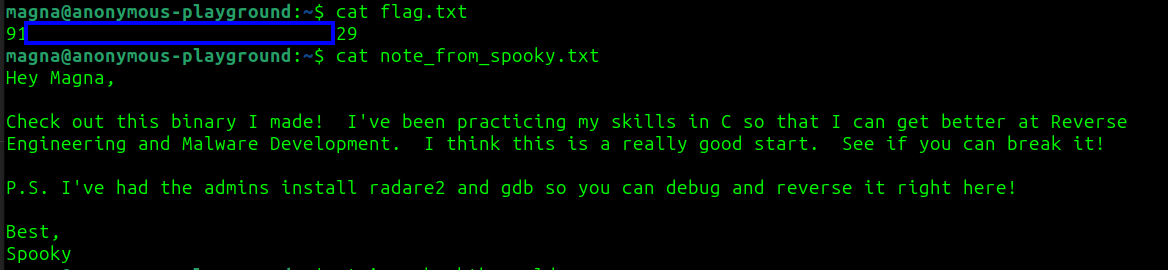 magna@anonymous-playground:~$ cat flag.txt
91 29
magna@anonymous-playground:~$ cat note_from_spooky.txt
Hey Magna,
Check out this binary I made!  I've been practicing my skills in C so that I can get better at Reverse
Engineering and Malware Development.  I think this is a really good start.  See if you can break it!
P.S. I've had the admins install radare2 and gdb so you can debug and reverse it right here!
Best,
Spooky